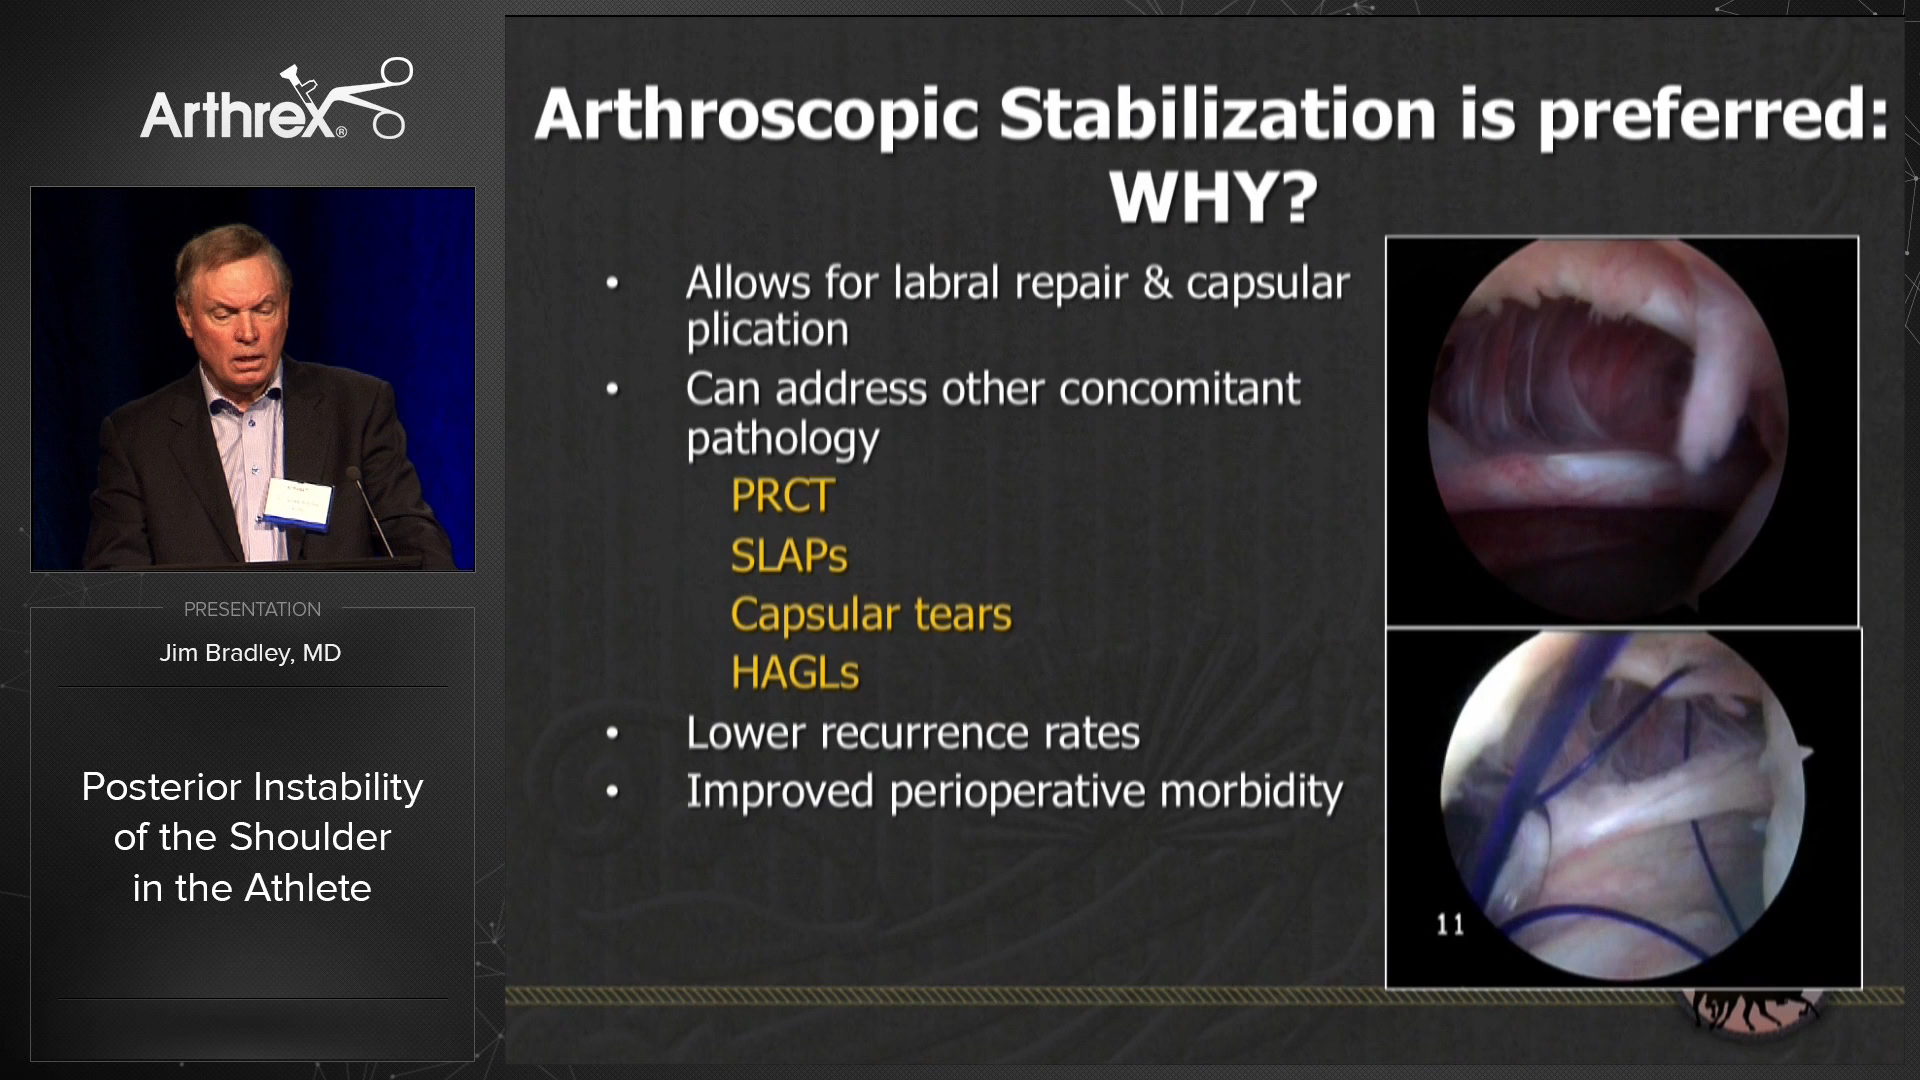 Arthrex®
PRESENTATION
Jim Bradley, MD
Posterior Instability
of the Shoulder
in the Athlete
Arthroscopic Stabilization is preferred:
WHY?
• Allows for labral repair & capsular
plication
• Can address other concomitant
pathology
PRCT
SLAPs
Capsular tears
HAGLs
• Lower recurrence rates
• Improved perioperative morbidity
11